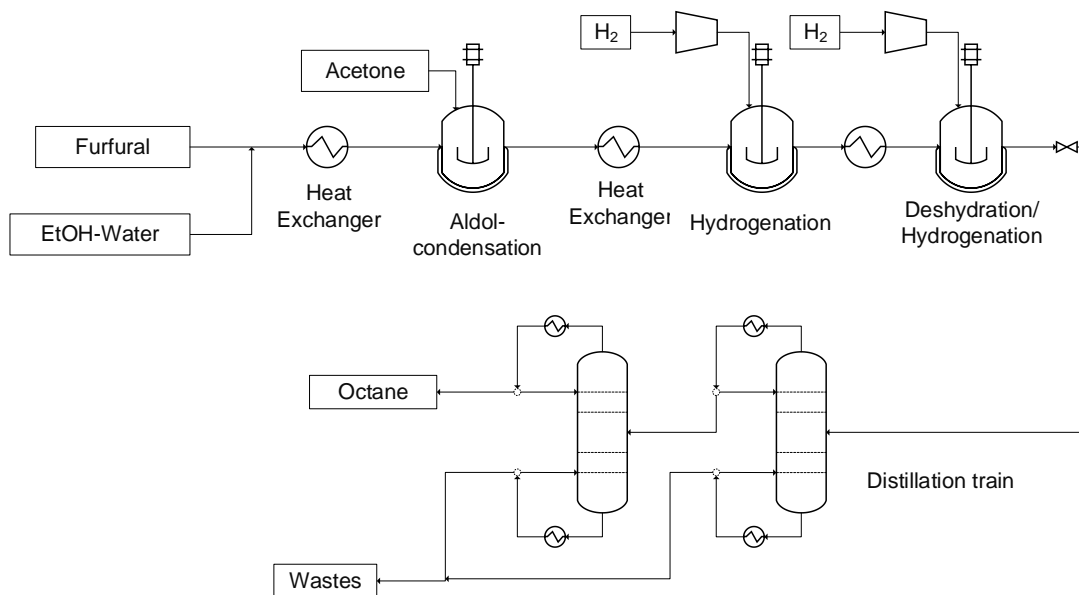 H₂
H₂
Acetone
Furfural
EtOH-Water
Heat
Exchanger
Aldol-
condensation
Heat
Exchanger
Hydrogenation
Deshydration/
Hydrogenation
Octane
Distillation train
Wastes